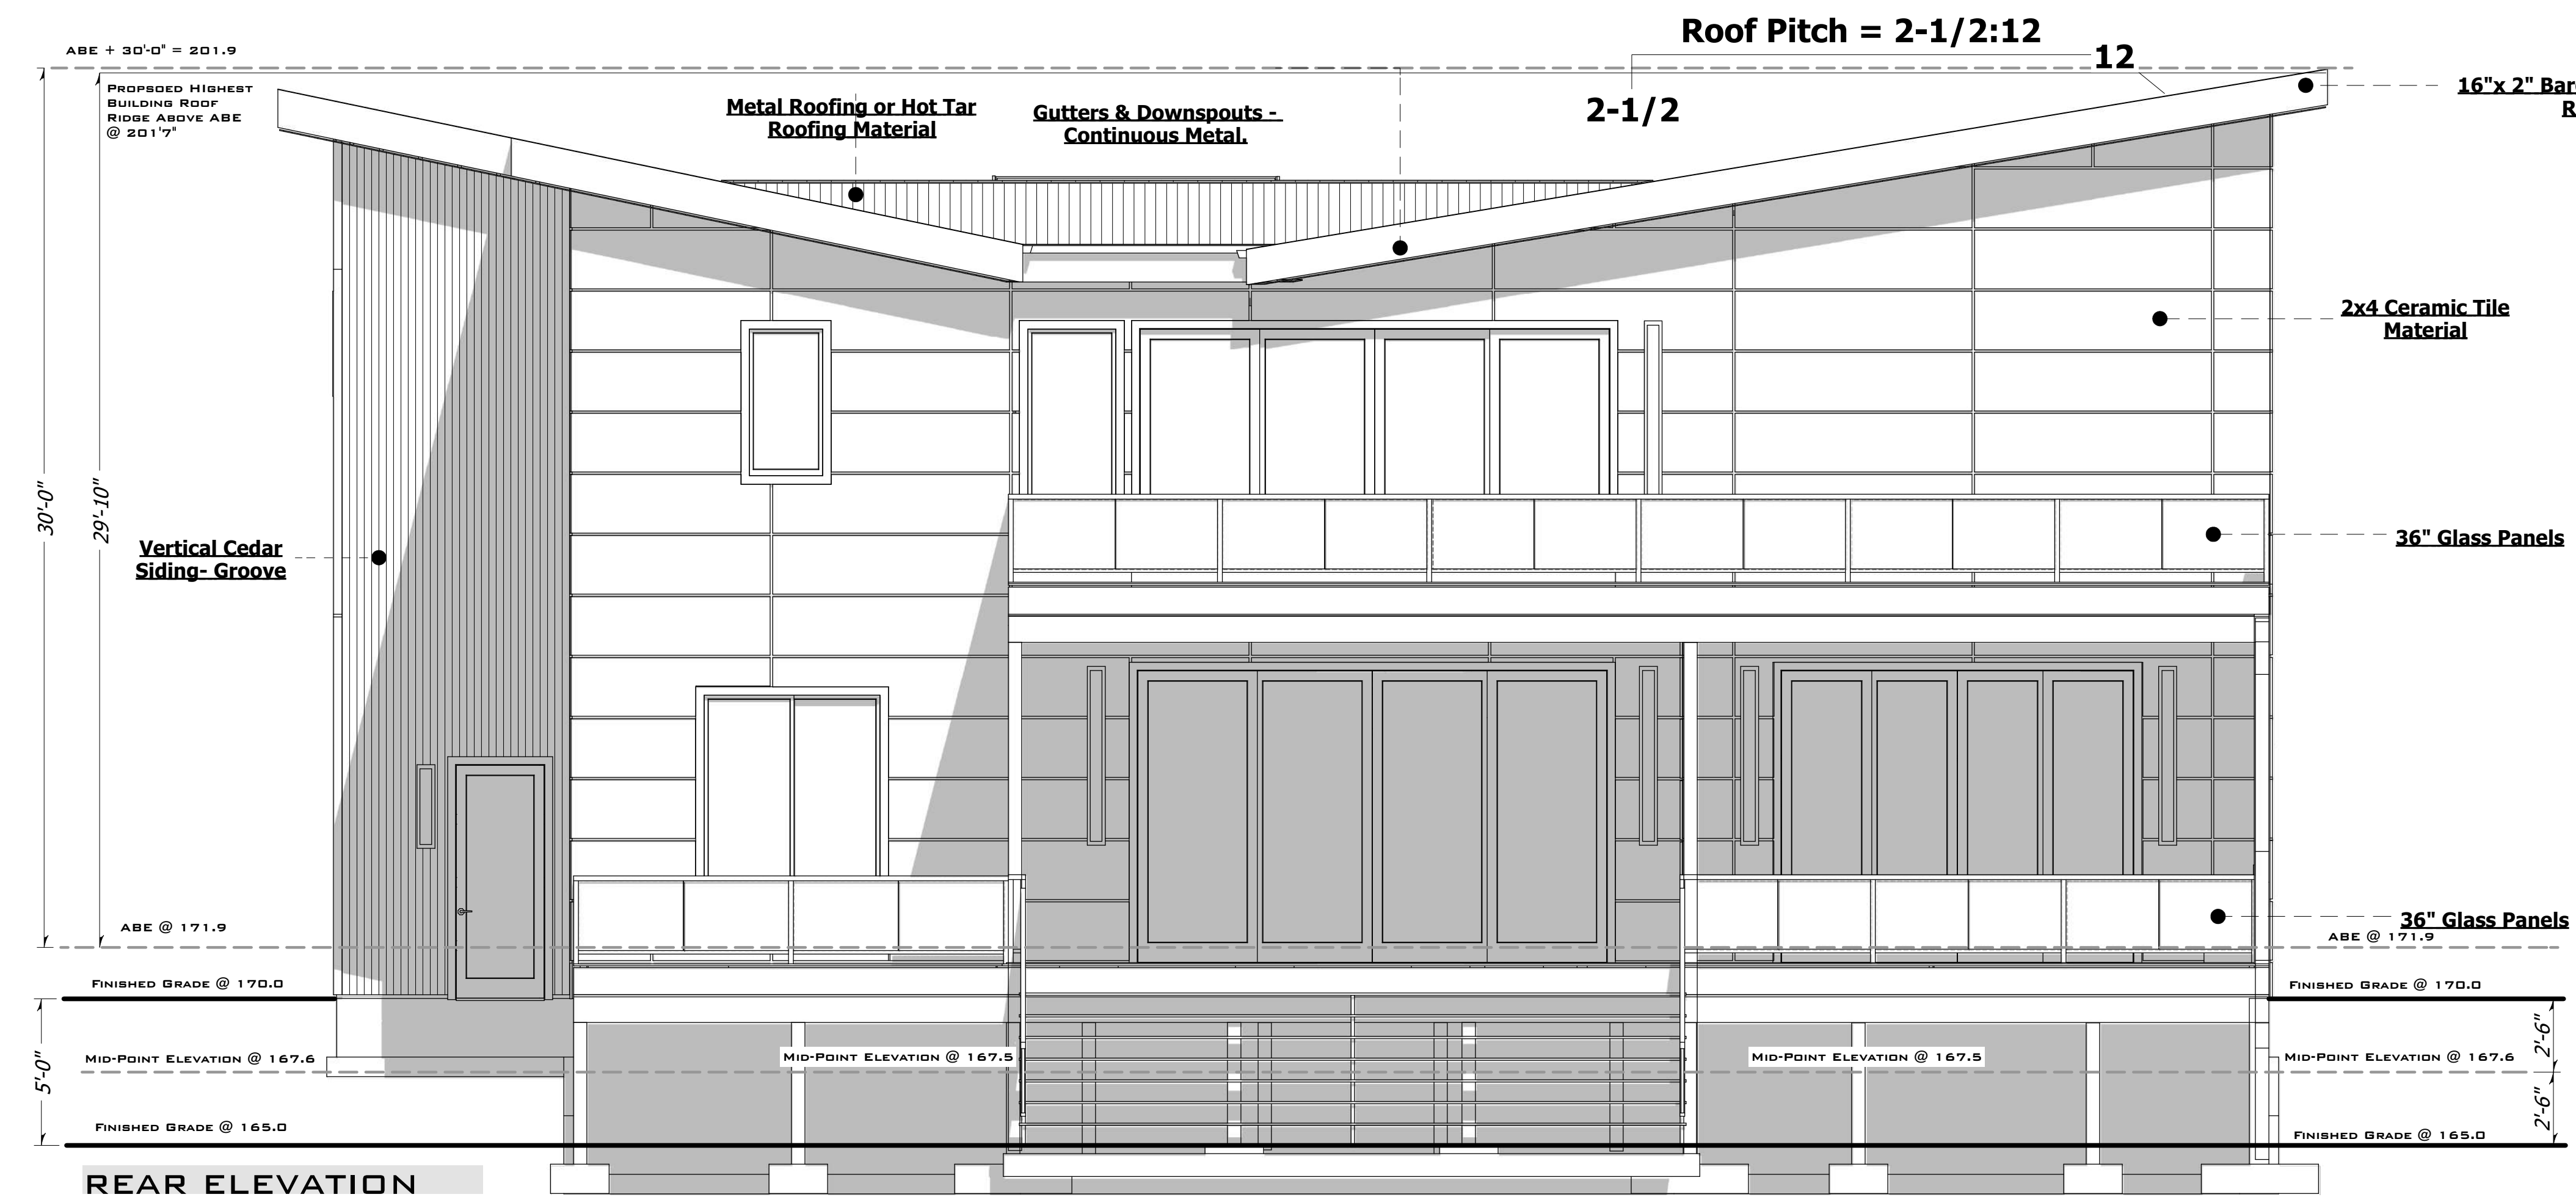 Roof Pitch = 2-1/2:12
ABE + 30'-0" = 201.9
12
PROPSOED HIGHEST
BUILDING ROOF
RIDGE ABOVE ABE
@ 201'7"
16"x 2" Bar
R
2-1/2
Metal Roofing or Hot Tar
Roofing Material
Gutters & Downspouts -
Continuous Metal.
2x4 Ceramic Tile
Material
30'-0"
29'-10"
Vertical Cedar
Siding- Groove
36" Glass Panels
36" Glass Panels
ABE @ 171.9
ABE @ 171.9
FINISHED GRADE @ 170.0
FINISHED GRADE @ 170.0
5'-0"
MID-POINT ELEVATION @ 167.6
MID-POINT ELEVATION @ 167.5
MID-POINT ELEVATION @ 167.5
MID-POINT ELEVATION @ 167.6
2'-6"
2'-6"
FINISHED GRADE @ 165.0
FINISHED GRADE @ 165.0
REAR ELEVATION